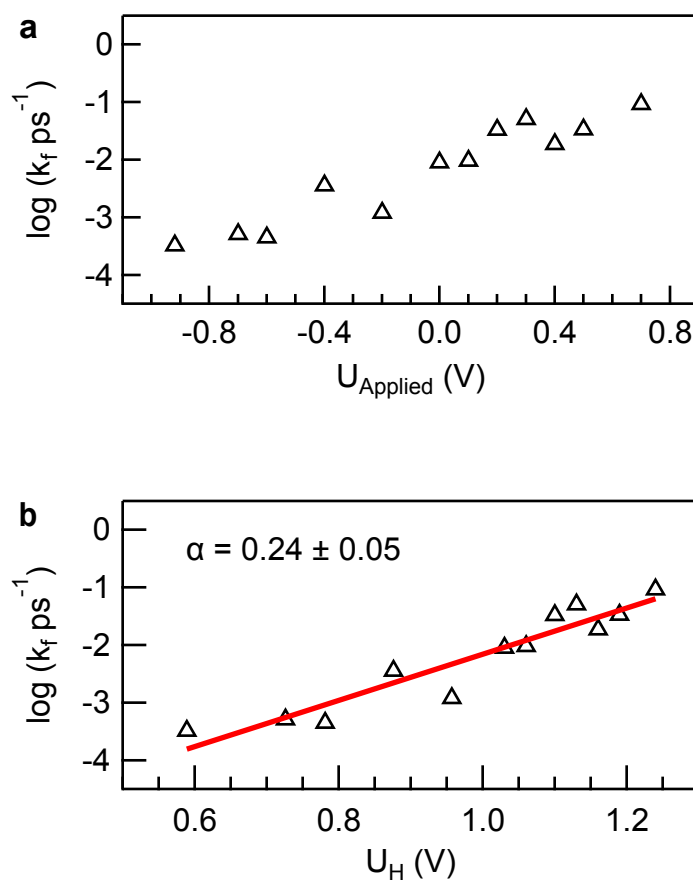 a
0
-1
-2
-3
-4
log (k_f ps^-1)
-0.8 -0.4 0.0 0.4 0.8
U_Applied (V)
b
α = 0.24 ± 0.05
0
-1
-2
-3
-4
log (k_f ps^-1)
0.6 0.8 1.0 1.2
U_H (V)